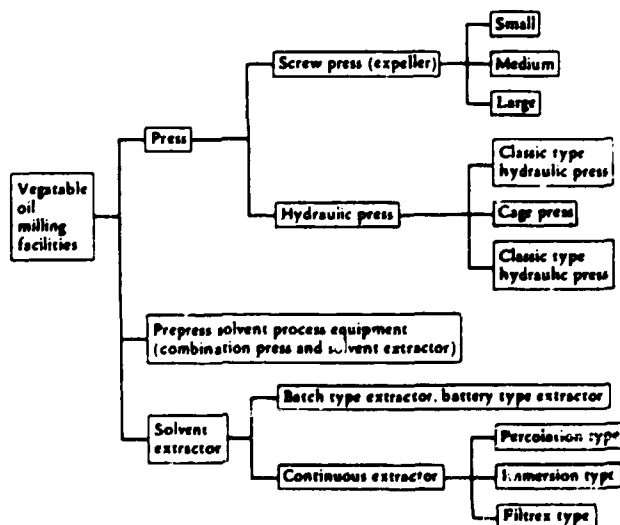 Small
Screw press (expeller)
Medium
Large
Press
Classic type
hydraulic press
Vegatable
oil
milling
facilities
Hydraulic press
Cage press
Classic type
hydraulic press
Prepress solvent process equipment
(combination press and solvent extractor)
Batch type extractor, battery type extractor
Solvent
extractor
Percolation type
Continuous extractor
Immersion type
Filtrex type